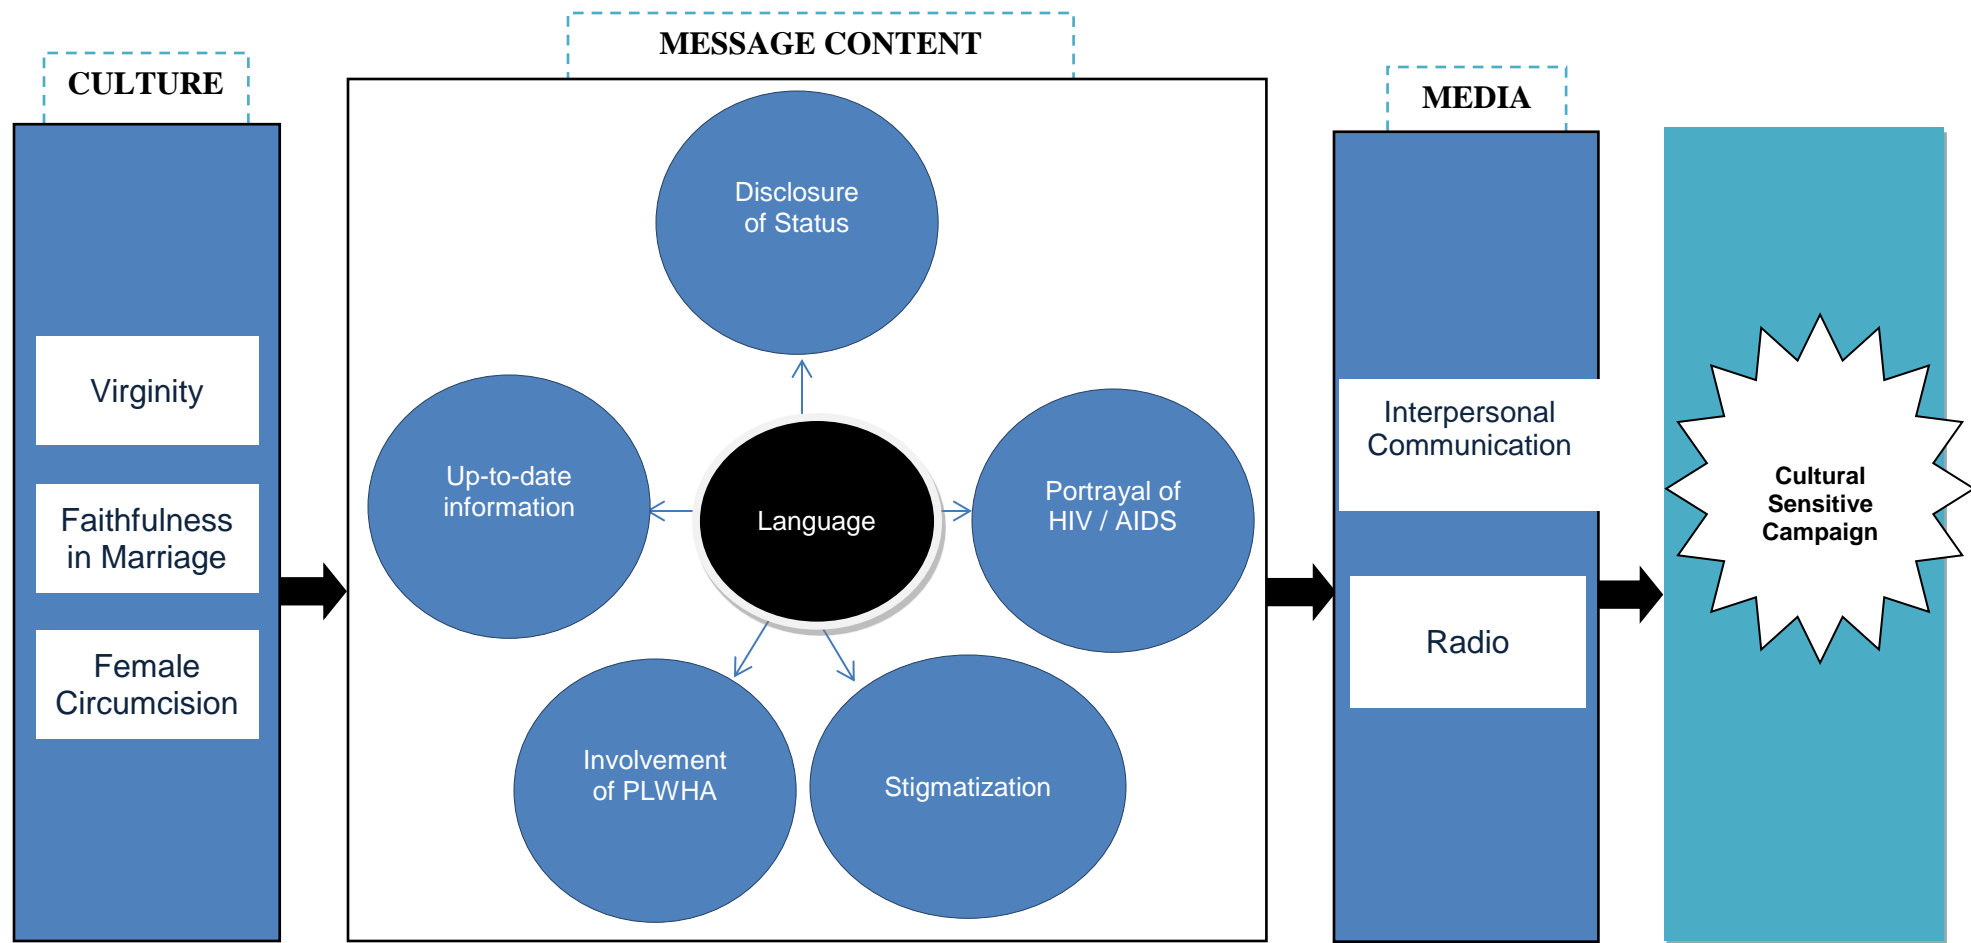 CULTURE
Virginity
Faithfulness
in Marriage
Female
Circumcision
MESSAGE CONTENT
Disclosure
of Status
Up-to-date
information
Language
Portrayal of
HIV / AIDS
Involvement
of PLWHA
Stigmatization
MEDIA
Interpersonal
Communication
Radio
Cultural
Sensitive
Campaign